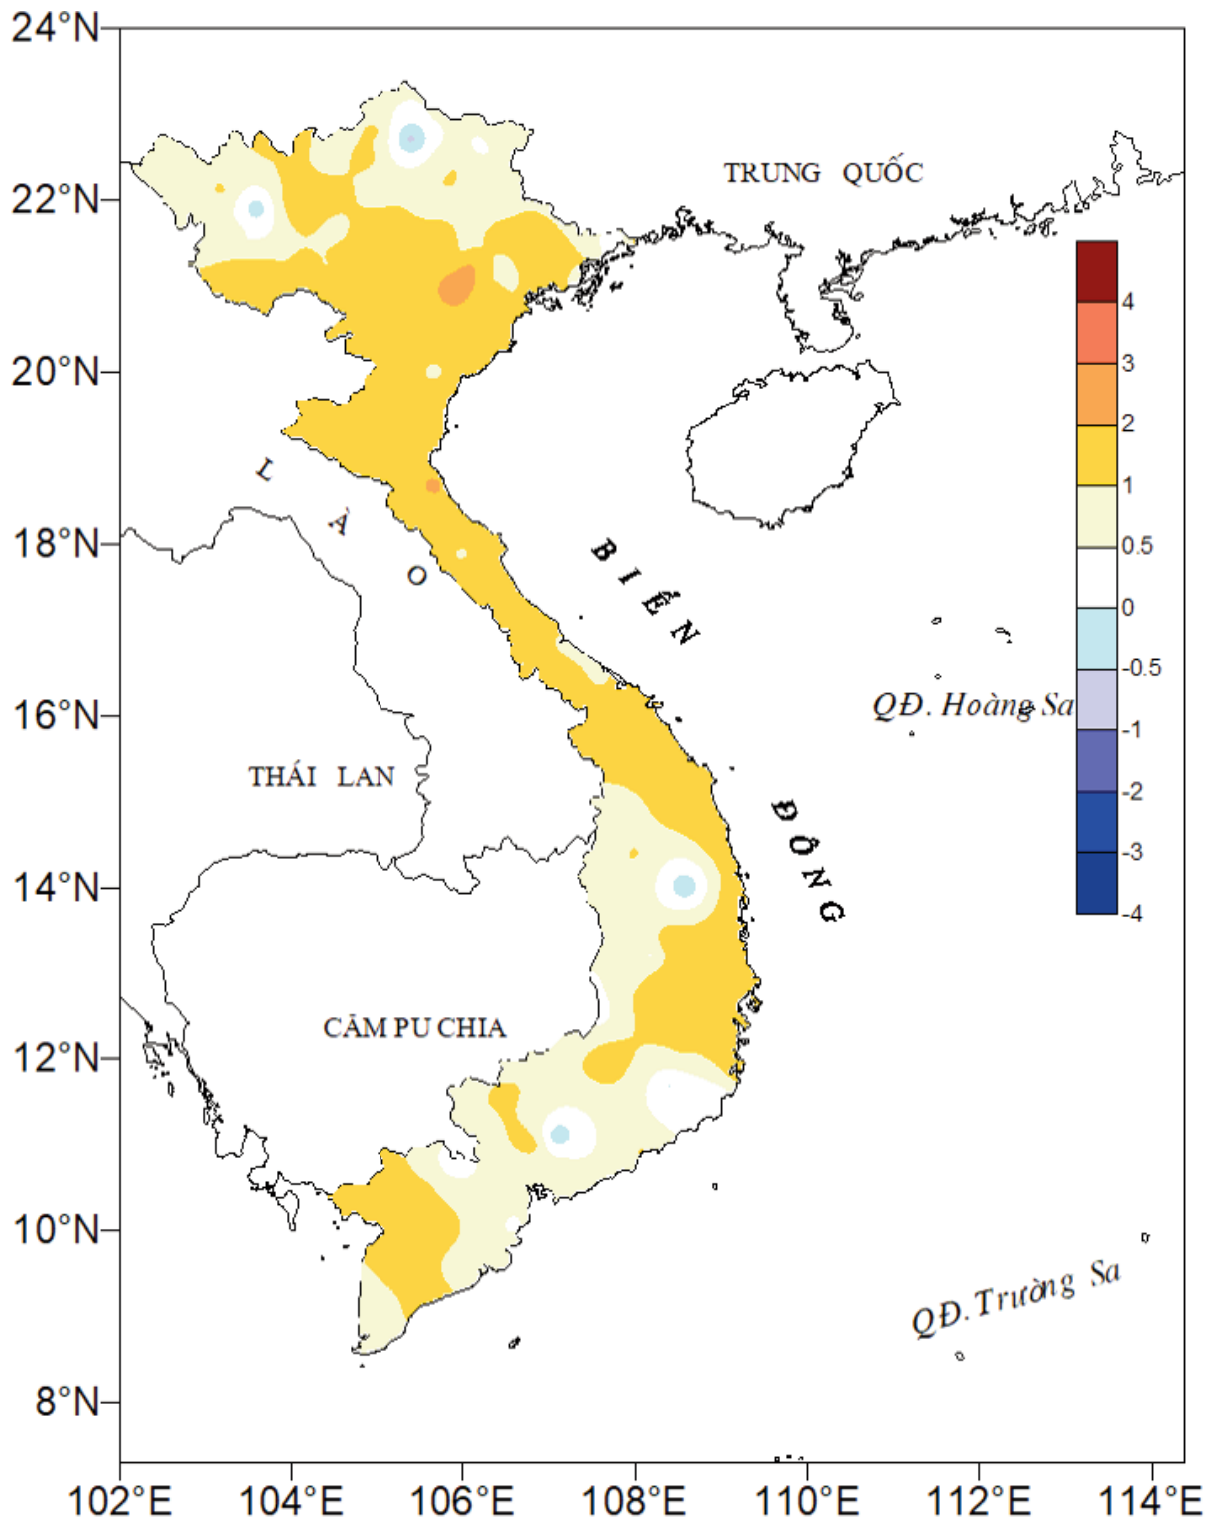 24°N
22°N
20°N
18°N
16°N
14°N
12°N
10°N
8°N
102°E
104°E
106°E
108°E
110°E
112°E
114°E
TRUNG QUỐC
LÀO
BIỂN
ĐÔNG
QĐ. Hoàng Sa
THÁI LAN
CĂM PU CHIA
QĐ. Trường Sa
4
3
2
1
0.5
0
-0.5
-1
-2
-3
-4